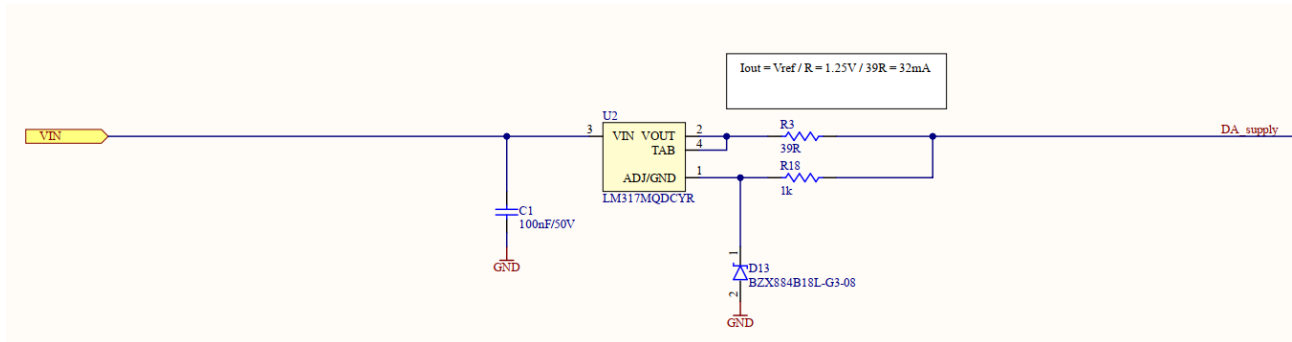 Iout = Vref / R = 1.25V / 39R = 32mA
U2
VIN
3
VIN VOUT
2
R3
DA_supply
TAB
4
39R
ADJ/GND
1
R18
LM317MQDCYR
1k
C1
100nF/50V
GND
1
D13
BZX884B18L-G3-08
2
GND